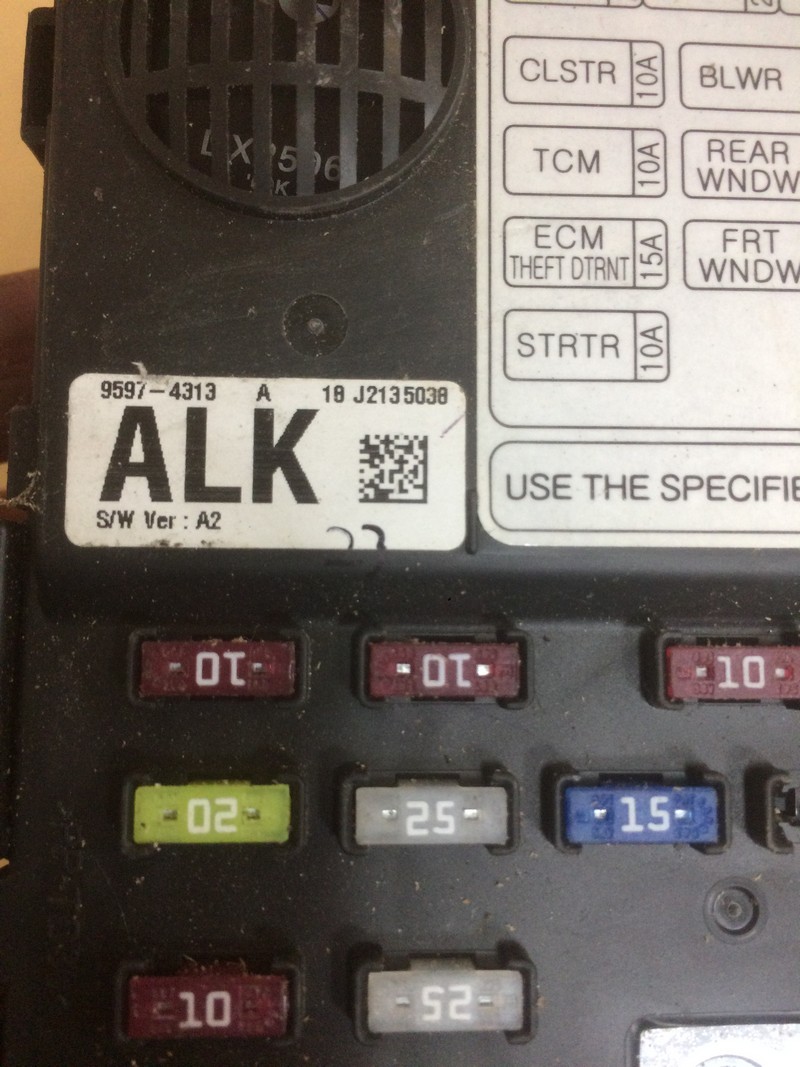 CLSTR 10A
BLWR
TCM 10A
REAR
WNDW
ECM
THEFT DTRNT 15A
FRT
WNDW
STRTR 10A
9597-4313 A 18 J2135038
ALK
S/W Ver : A2
23
USE THE SPECIFIE
10 10 10
20 25 15
10 25